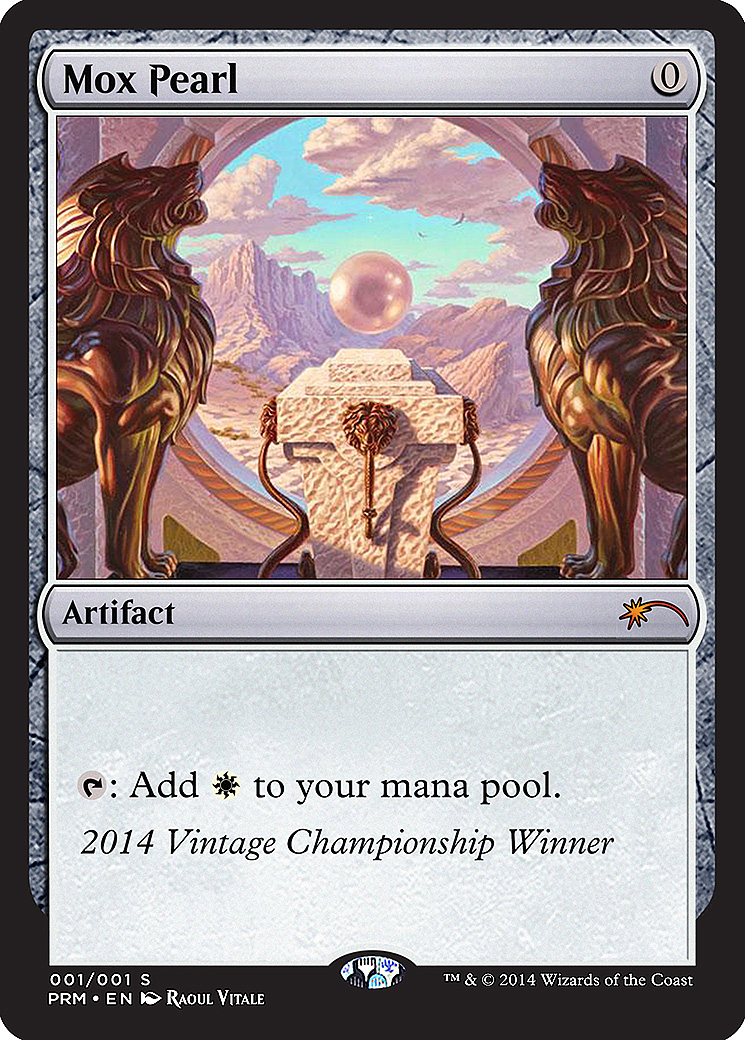 Mox Pearl
0
Artifact
: Add to your mana pool.
2014 Vintage Championship Winner
001/001 S
PRM • EN Raoul Vitale
™ & © 2014 Wizards of the Coast